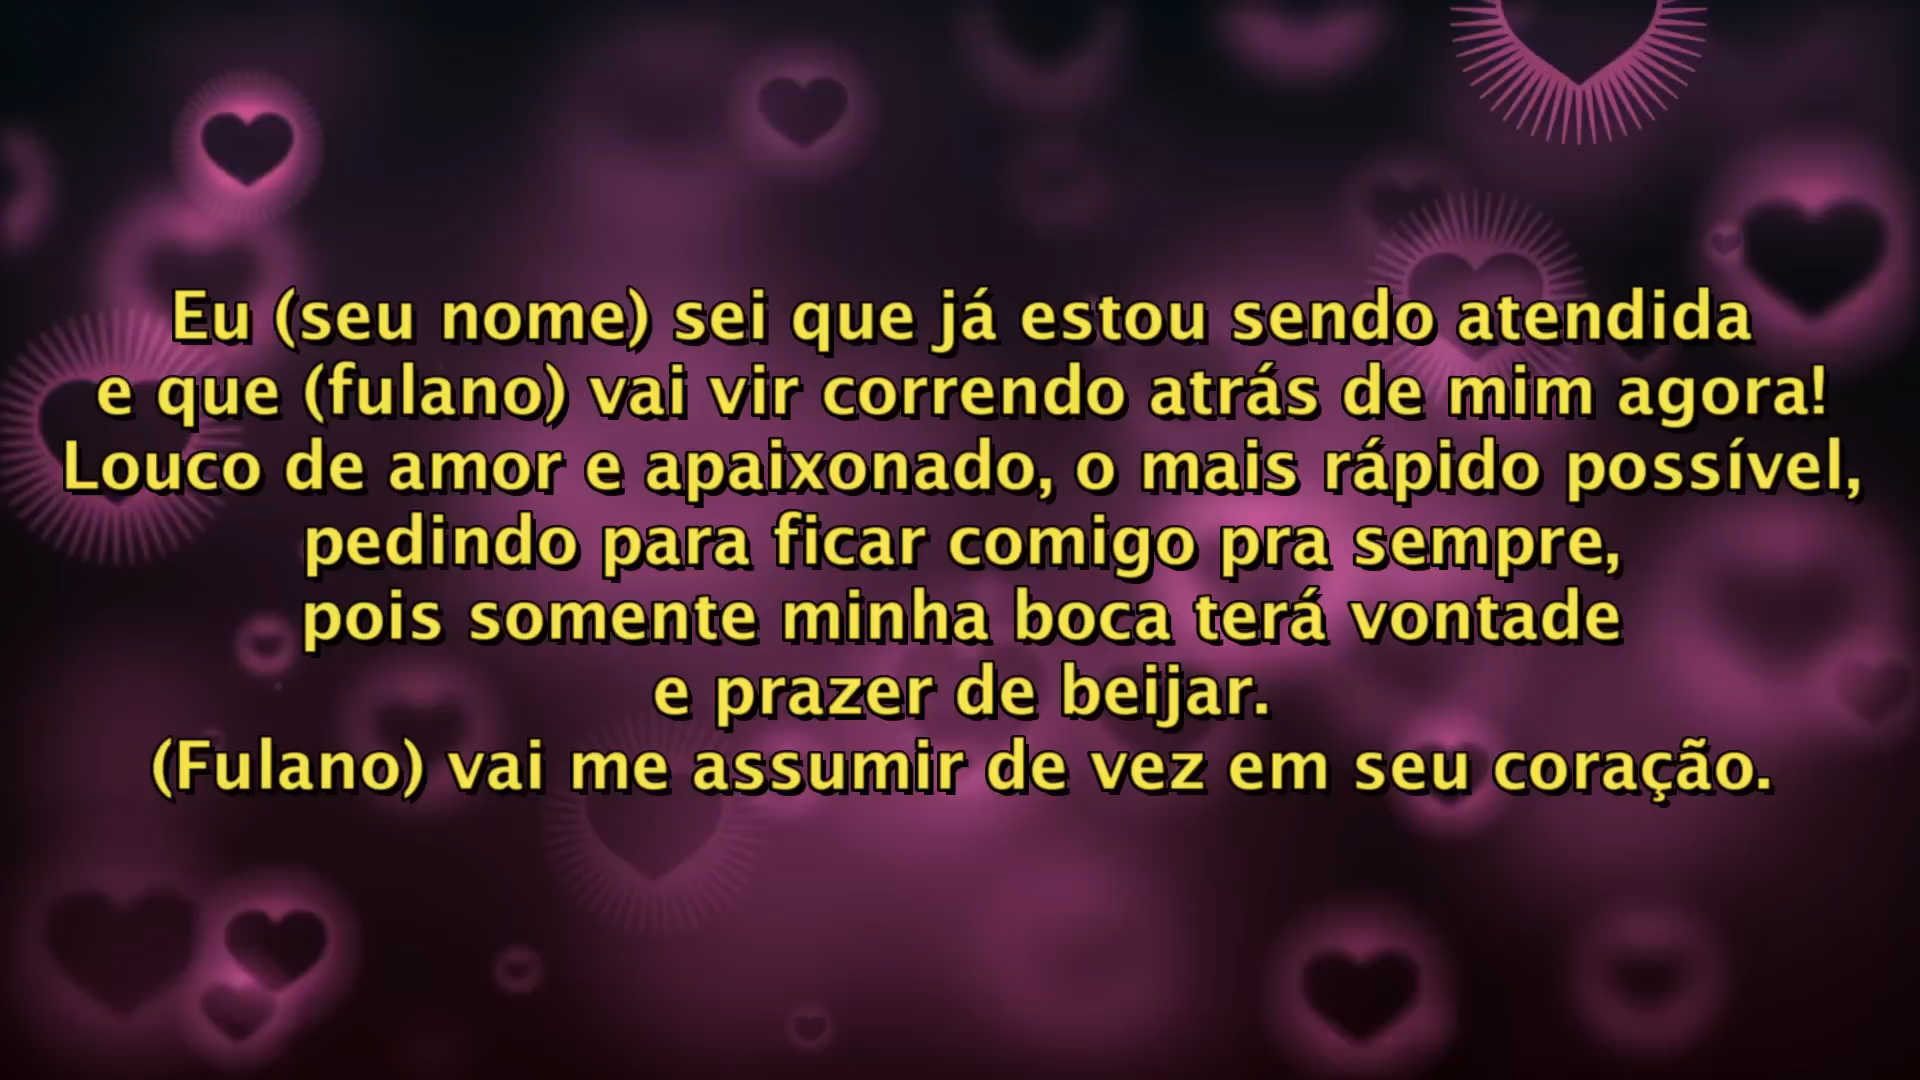 Eu (seu nome) sei que já estou sendo atendida
e que (fulano) vai vir correndo atrás de mim agora!
Louco de amor e apaixonado, o mais rápido possível,
pedindo para ficar comigo pra sempre,
pois somente minha boca terá vontade
e prazer de beijar.
(Fulano) vai me assumir de vez em seu coração.